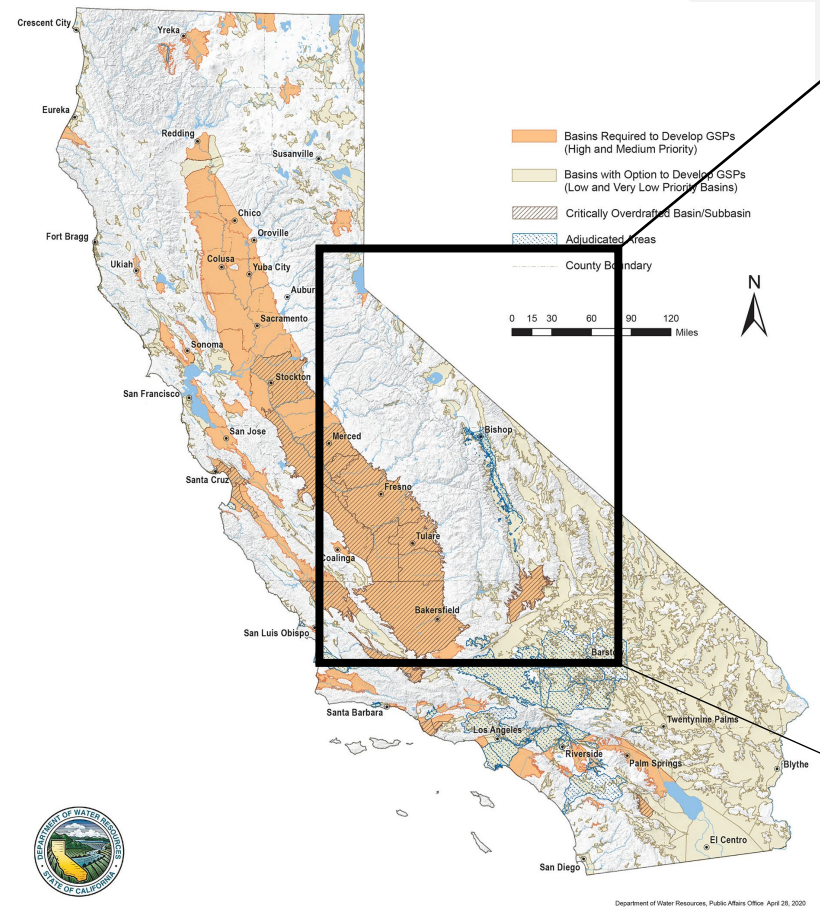 Crescent City
Yreka
Eureka
Redding
Susanville
Basins Required to Develop GSPs
(High and Medium Priority)
Basins with Option to Develop GSPs
(Low and Very Low Priority Basins)
Critically Overdrafted Basin/Subbasin
Adjudicated Areas
County Boundary
Chico
Fort Bragg
Oroville
Ukiah
Colusa
Yuba City
Aubur
N
Sacramento
0 15 30 60 90 120
Miles
Sonoma
Stockton
San Francisco
San Jose
Merced
Bishop
Santa Cruz
Fresno
Tulare
Coalinga
Bakersfield
San Luis Obispo
Barst
Santa Barbara
Los Angeles
Twentynine Palms
Riverside
Palm Springs
Blythe
El Centro
San Diego
DEPARTMENT OF WATER RESOURCES
STATE OF CALIFORNIA
Department of Water Resources, Public Affairs Office April 28, 2020